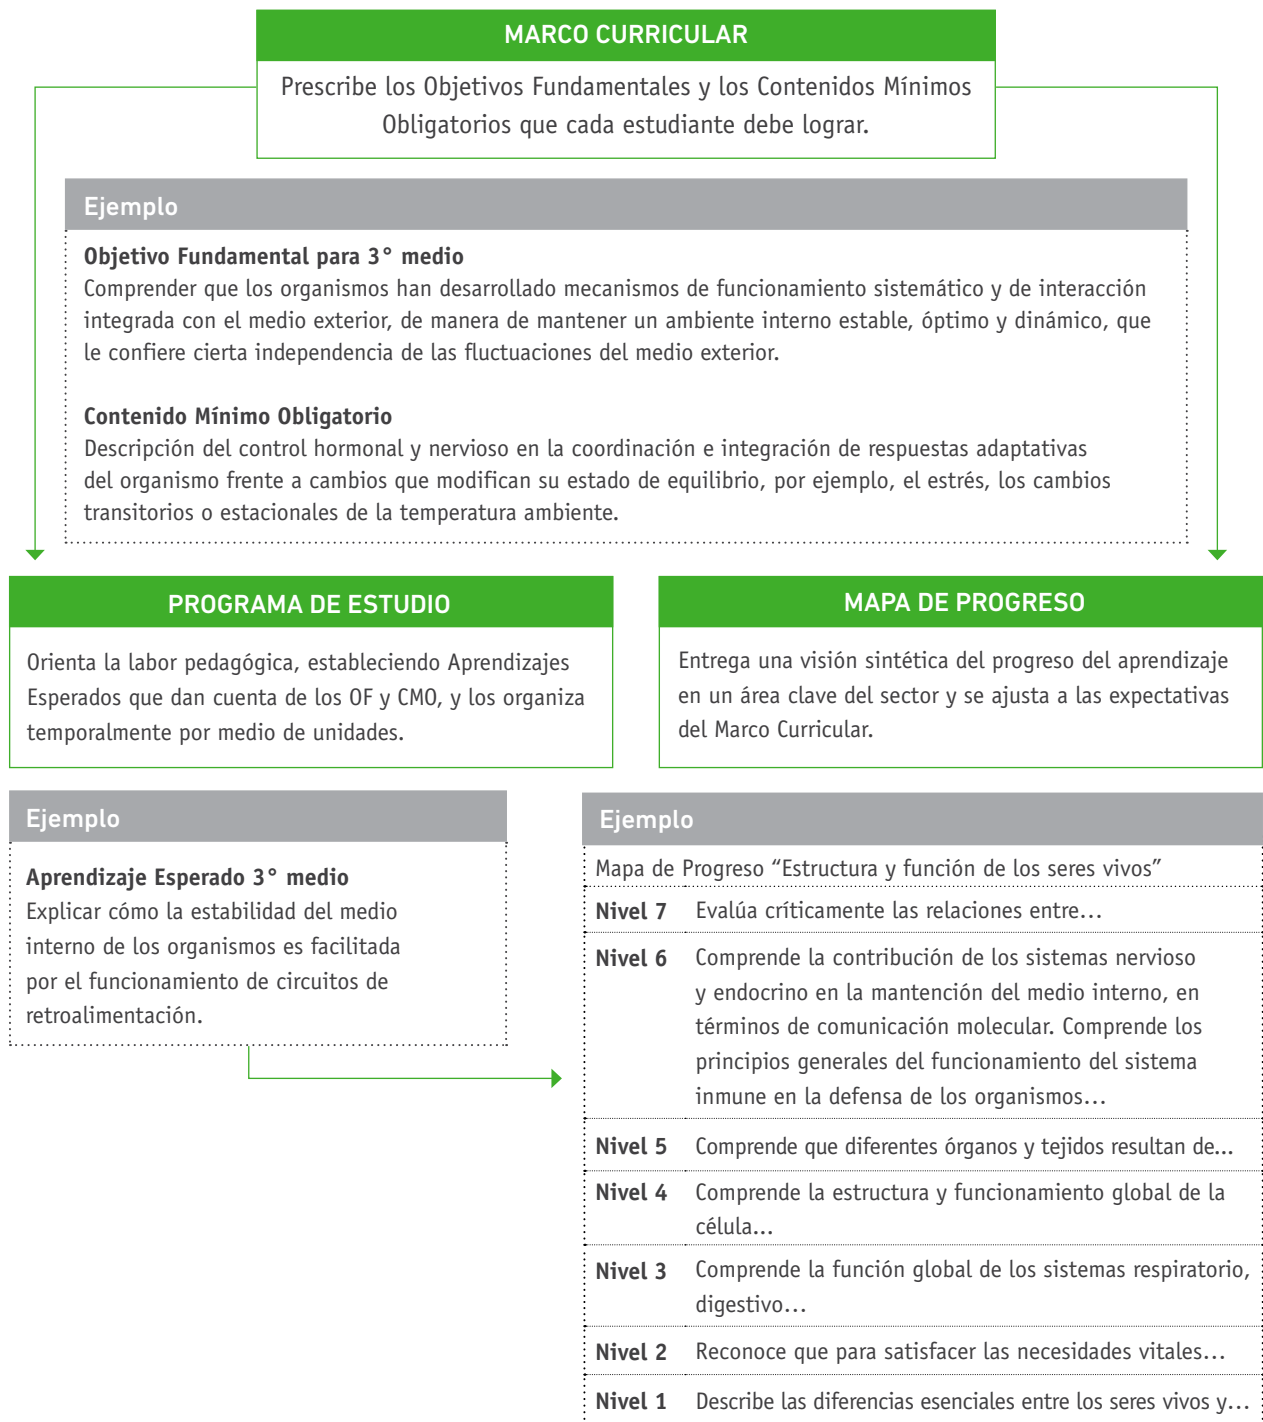 MARCO CURRICULAR
Prescribe los Objetivos Fundamentales y los Contenidos Mínimos
Obligatorios que cada estudiante debe lograr.
Ejemplo
Objetivo Fundamental para 3° medio
Comprender que los organismos han desarrollado mecanismos de funcionamiento sistemático y de interacción
integrada con el medio exterior, de manera de mantener un ambiente interno estable, óptimo y dinámico, que
le confiere cierta independencia de las fluctuaciones del medio exterior.
Contenido Mínimo Obligatorio
Descripción del control hormonal y nervioso en la coordinación e integración de respuestas adaptativas
del organismo frente a cambios que modifican su estado de equilibrio, por ejemplo, el estrés, los cambios
transitorios o estacionales de la temperatura ambiente.
PROGRAMA DE ESTUDIO
Orienta la labor pedagógica, estableciendo Aprendizajes
Esperados que dan cuenta de los OF y CMO, y los organiza
temporalmente por medio de unidades.
MAPA DE PROGRESO
Entrega una visión sintética del progreso del aprendizaje
en un área clave del sector y se ajusta a las expectativas
del Marco Curricular.
Ejemplo
Aprendizaje Esperado 3° medio
Explicar cómo la estabilidad del medio
interno de los organismos es facilitada
por el funcionamiento de circuitos de
retroalimentación.
Ejemplo
Mapa de Progreso “Estructura y función de los seres vivos”
Nivel 7 Evalúa críticamente las relaciones entre…
Nivel 6 Comprende la contribución de los sistemas nervioso
y endocrino en la mantención del medio interno, en
términos de comunicación molecular. Comprende los
principios generales del funcionamiento del sistema
inmune en la defensa de los organismos…
Nivel 5 Comprende que diferentes órganos y tejidos resultan de...
Nivel 4 Comprende la estructura y funcionamiento global de la
célula…
Nivel 3 Comprende la función global de los sistemas respiratorio,
digestivo…
Nivel 2 Reconoce que para satisfacer las necesidades vitales…
Nivel 1 Describe las diferencias esenciales entre los seres vivos y…